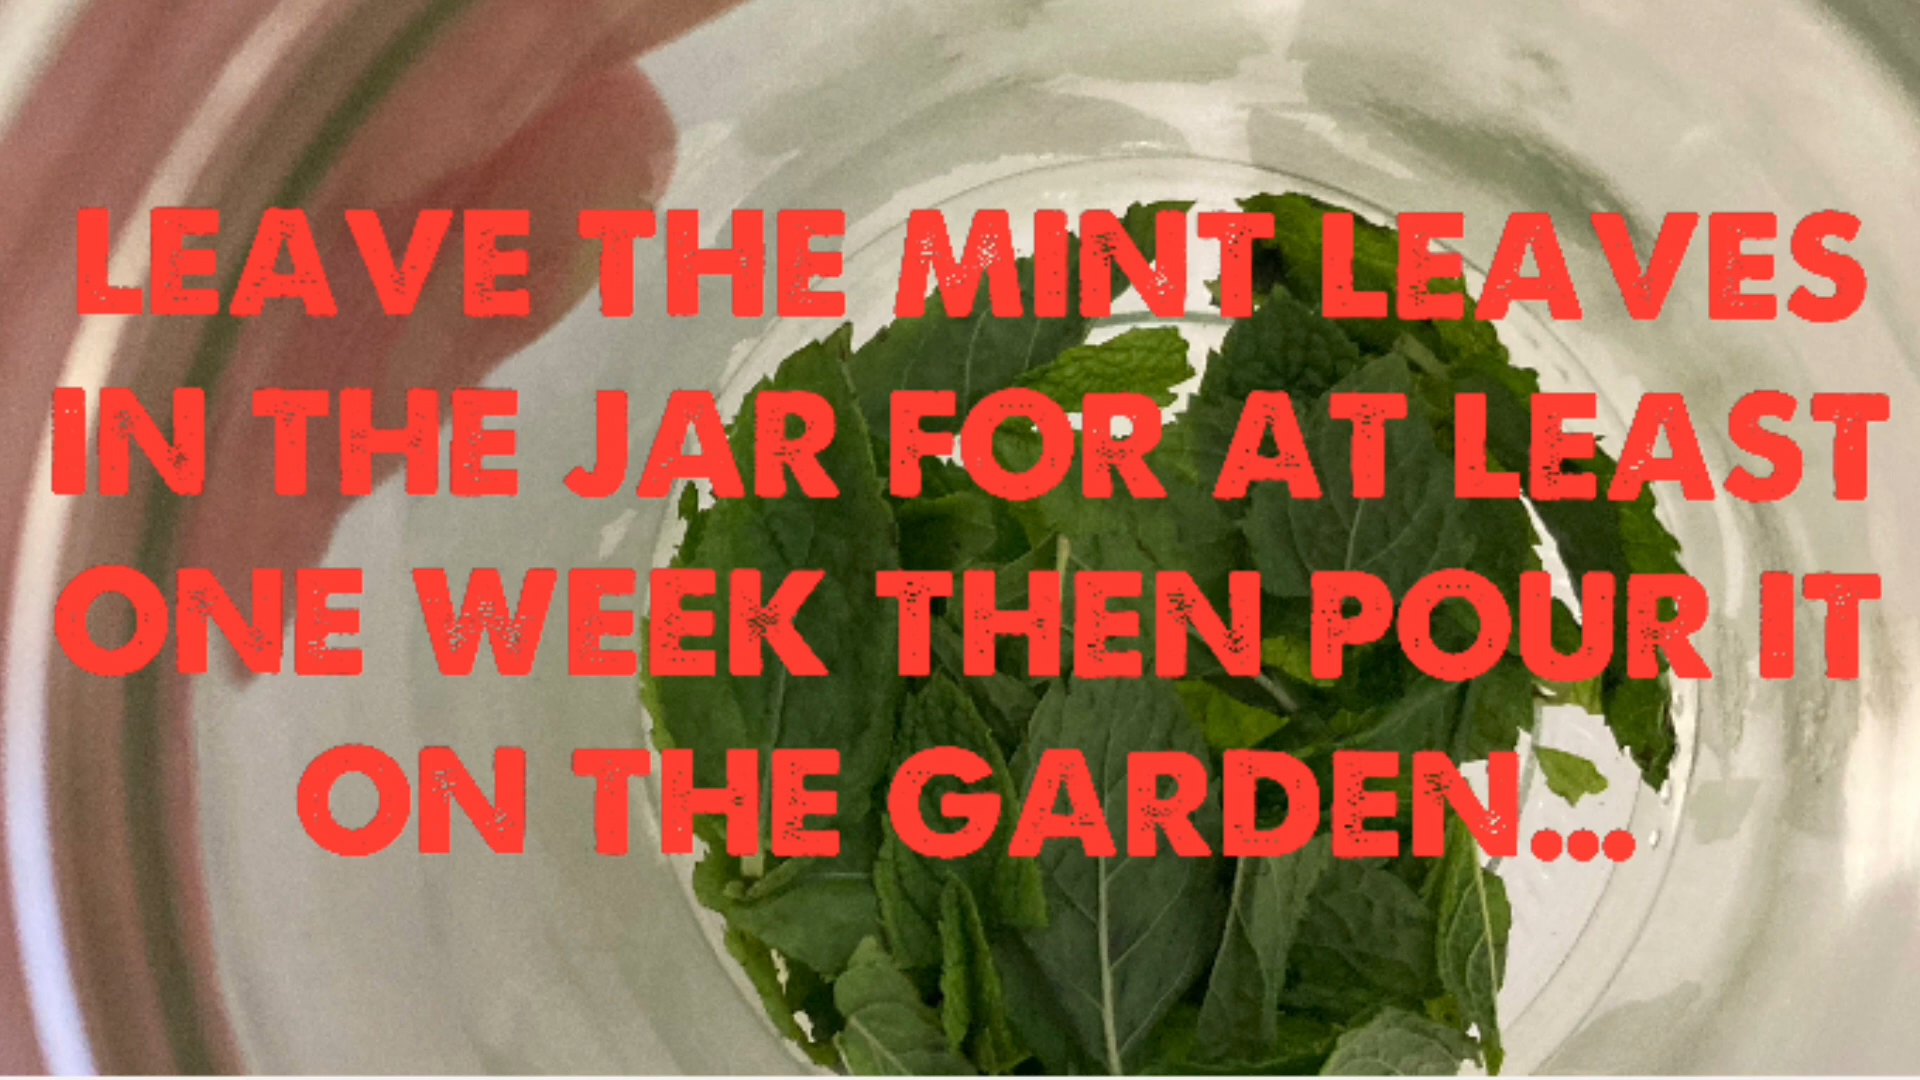 LEAVE THE MINT LEAVES
IN THE JAR FOR AT LEAST
ONE WEEK THEN POUR IT
ON THE GARDEN...